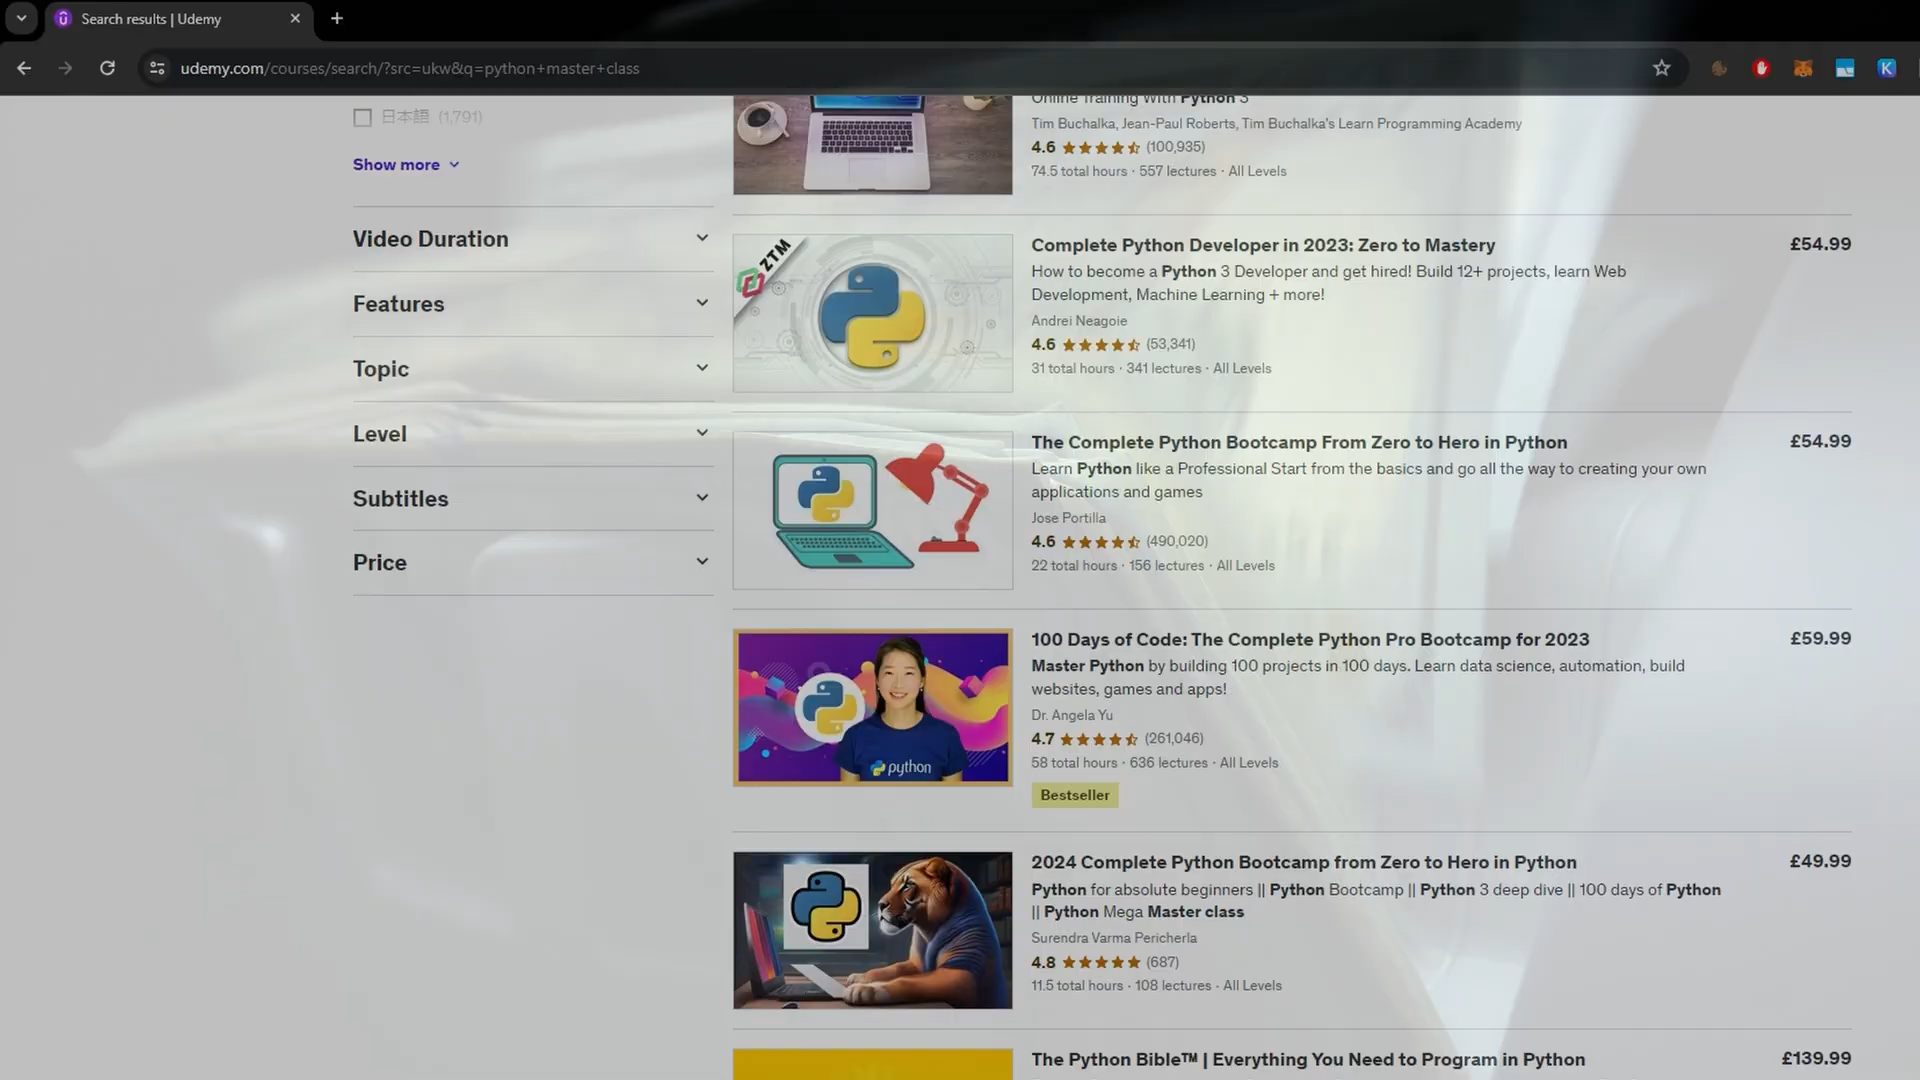 Search results | Udemy
udemy.com/courses/search/?src=ukw&q=python+master+class
K
日本語 (1,791)
Show more
Video Duration
Features
Topic
Level
Subtitles
Price
Online Training With Python 3
Tim Buchalka, Jean-Paul Roberts, Tim Buchalka's Learn Programming Academy
4.6 (100,935)
74.5 total hours · 557 lectures · All Levels
ZTM
Complete Python Developer in 2023: Zero to Mastery
£54.99
How to become a Python 3 Developer and get hired! Build 12+ projects, learn Web
Development, Machine Learning + more!
Andrei Neagoie
4.6 (53,341)
31 total hours · 341 lectures · All Levels
The Complete Python Bootcamp From Zero to Hero in Python
£54.99
Learn Python like a Professional Start from the basics and go all the way to creating your own
applications and games
Jose Portilla
4.6 (490,020)
22 total hours · 156 lectures · All Levels
python
100 Days of Code: The Complete Python Pro Bootcamp for 2023
£59.99
Master Python by building 100 projects in 100 days. Learn data science, automation, build
websites, games and apps!
Dr. Angela Yu
4.7 (261,046)
58 total hours · 636 lectures · All Levels
Bestseller
2024 Complete Python Bootcamp from Zero to Hero in Python
£49.99
Python for absolute beginners || Python Bootcamp || Python 3 deep dive || 100 days of Python
|| Python Mega Master class
Surendra Varma Pericherla
4.8 (687)
11.5 total hours · 108 lectures · All Levels
The Python Bible™ | Everything You Need to Program in Python
£139.99